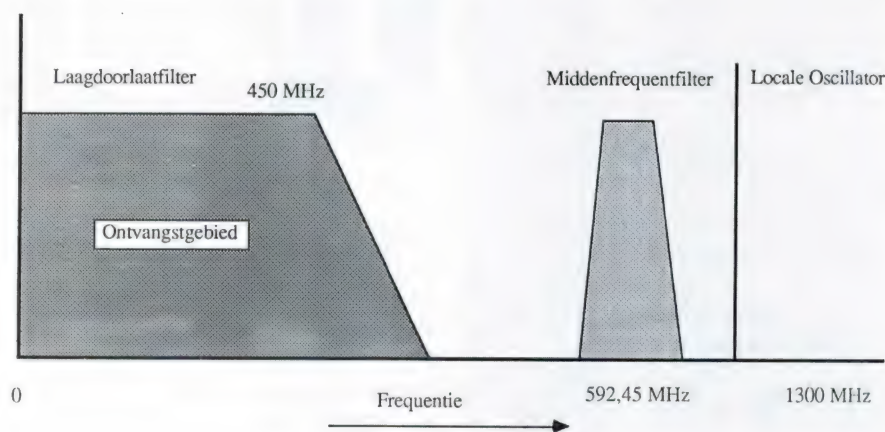 Laagdoorlaatfilter
450 MHz
Middenfrequentfilter
Locale Oscillator
Ontvangstgebied
0
Frequentie
592,45 MHz
1300 MHz